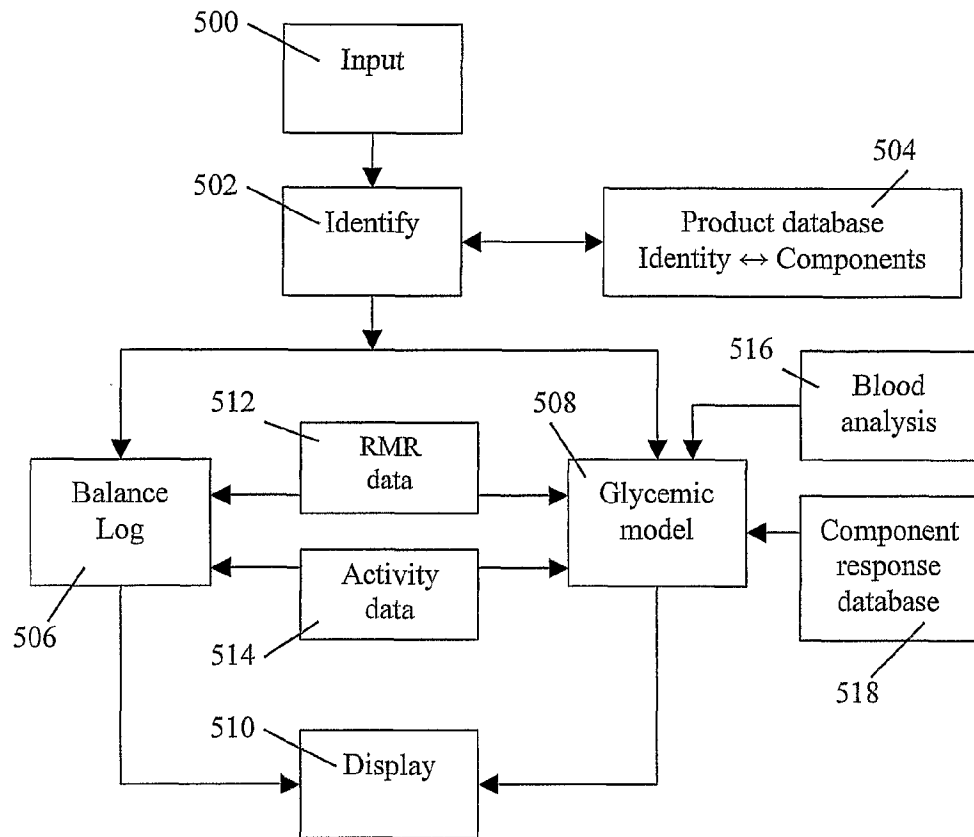 500
Input
502
Identify
504
Product database
Identity ↔ Components
516
Blood
analysis
512
RMR
data
508
Glycemic
model
Balance
Log
506
Activity
data
514
Component
response
database
518
510
Display